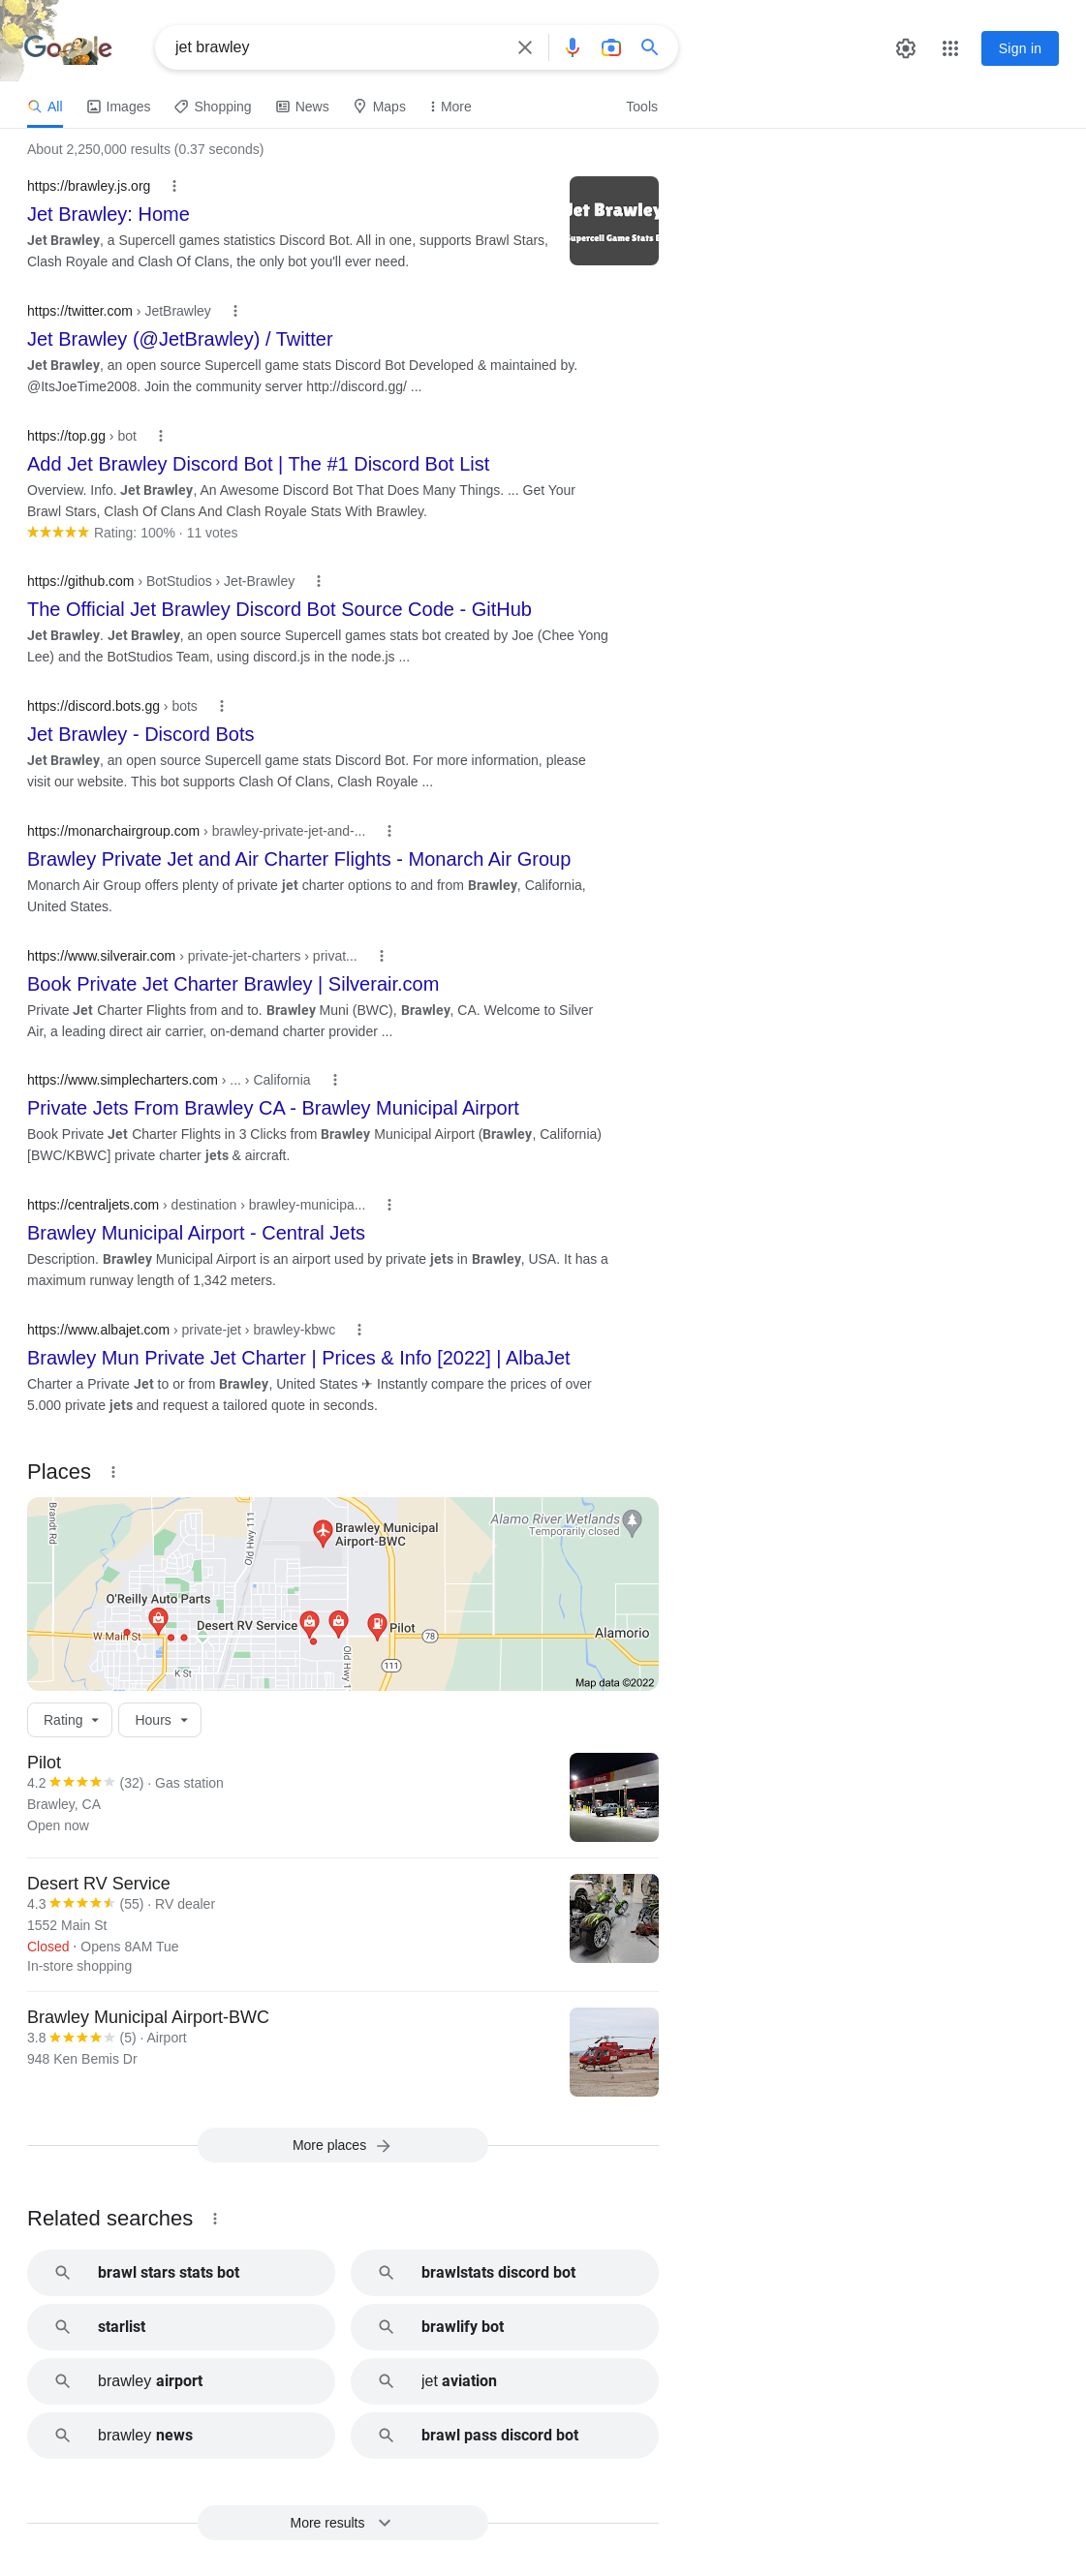 Google
jet brawley
Sign in
All
Images
Shopping
News
Maps
More
Tools
About 2,250,000 results (0.37 seconds)
https://brawley.js.org
Jet Brawley: Home
Jet Brawley, a Supercell games statistics Discord Bot. All in one, supports Brawl Stars,
Clash Royale and Clash Of Clans, the only bot you'll ever need.
Jet Brawley
Supercell Game Stats
https://twitter.com › JetBrawley
Jet Brawley (@JetBrawley) / Twitter
Jet Brawley, an open source Supercell game stats Discord Bot Developed & maintained by.
@ItsJoeTime2008. Join the community server http://discord.gg/ ...
https://top.gg › bot
Add Jet Brawley Discord Bot | The #1 Discord Bot List
Overview. Info. Jet Brawley, An Awesome Discord Bot That Does Many Things. ... Get Your
Brawl Stars, Clash Of Clans And Clash Royale Stats With Brawley.
Rating: 100% · 11 votes
https://github.com › BotStudios › Jet-Brawley
The Official Jet Brawley Discord Bot Source Code - GitHub
Jet Brawley. Jet Brawley, an open source Supercell games stats bot created by Joe (Chee Yong
Lee) and the BotStudios Team, using discord.js in the node.js ...
https://discord.bots.gg › bots
Jet Brawley - Discord Bots
Jet Brawley, an open source Supercell game stats Discord Bot. For more information, please
visit our website. This bot supports Clash Of Clans, Clash Royale ...
https://monarchairgroup.com › brawley-private-jet-and-...
Brawley Private Jet and Air Charter Flights - Monarch Air Group
Monarch Air Group offers plenty of private jet charter options to and from Brawley, California,
United States.
https://www.silverair.com › private-jet-charters › privat...
Book Private Jet Charter Brawley | Silverair.com
Private Jet Charter Flights from and to. Brawley Muni (BWC), Brawley, CA. Welcome to Silver
Air, a leading direct air carrier, on-demand charter provider ...
https://www.simplecharters.com › ... › California
Private Jets From Brawley CA - Brawley Municipal Airport
Book Private Jet Charter Flights in 3 Clicks from Brawley Municipal Airport (Brawley, California)
[BWC/KBWC] private charter jets & aircraft.
https://centraljets.com › destination › brawley-municipa...
Brawley Municipal Airport - Central Jets
Description. Brawley Municipal Airport is an airport used by private jets in Brawley, USA. It has a
maximum runway length of 1,342 meters.
https://www.albajet.com › private-jet › brawley-kbwc
Brawley Mun Private Jet Charter | Prices & Info [2022] | AlbaJet
Charter a Private Jet to or from Brawley, United States ✈ Instantly compare the prices of over
5.000 private jets and request a tailored quote in seconds.
Places
Brandt Rd
Old Hwy 111
Brawley Municipal
Airport-BWC
Alamo River Wetlands
Temporarily closed
O'Reilly Auto Parts
Desert RV Service
Pilot
W Main St
78
Alamorio
K St
Old Hwy 1
111
Map data ©2022
Rating
Hours
Pilot
4.2 (32) · Gas station
Brawley, CA
Open now
Desert RV Service
4.3 (55) · RV dealer
1552 Main St
Closed · Opens 8AM Tue
In-store shopping
Brawley Municipal Airport-BWC
3.8 (5) · Airport
948 Ken Bemis Dr
More places
Related searches
brawl stars stats bot
brawlstats discord bot
starlist
brawlify bot
brawley airport
jet aviation
brawley news
brawl pass discord bot
More results